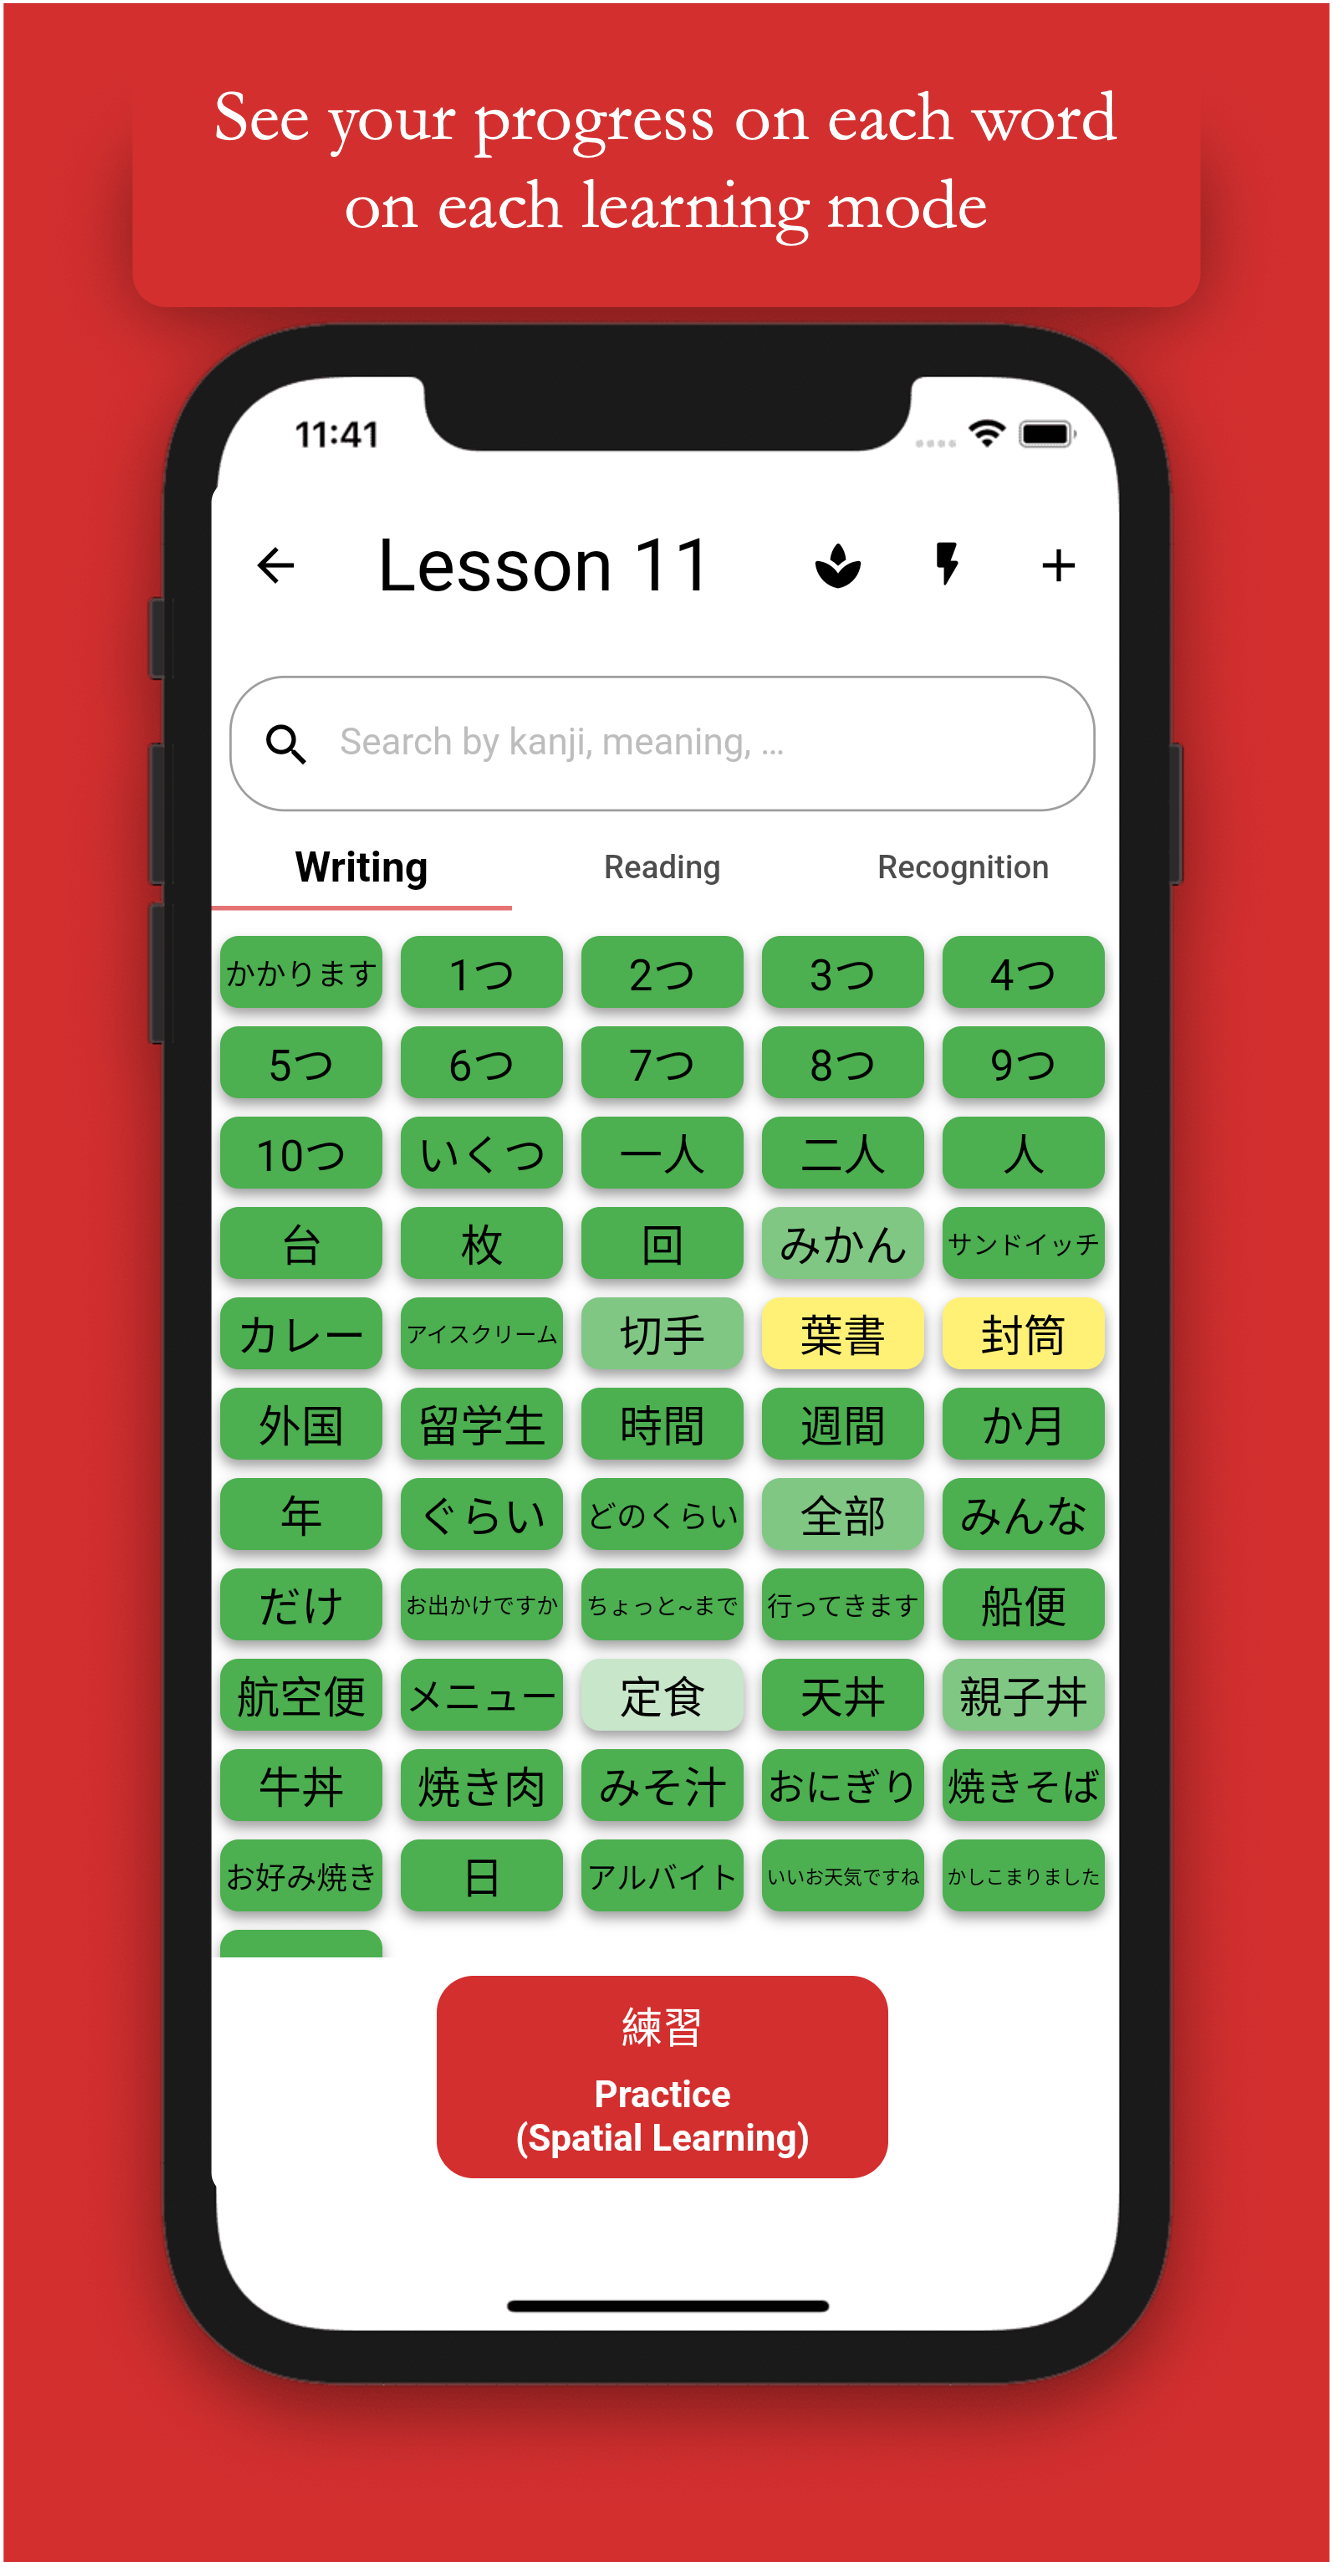 See your progress on each word
on each learning mode
11:41
Lesson 11
Search by kanji, meaning, ...
Writing Reading Recognition
かかります 1つ 2つ 3つ 4つ
5つ 6つ 7つ 8つ 9つ
10つ いくつ 一人 二人 人
台 枚 回 みかん サンドイッチ
カレー アイスクリーム 切手 葉書 封筒
外国 留学生 時間 週間 か月
年 ぐらい どのくらい 全部 みんな
だけ お出かけですか ちょっと~まで 行ってきます 船便
航空便 メニュー 定食 天丼 親子丼
牛丼 焼き肉 みそ汁 おにぎり 焼きそば
お好み焼き 日 アルバイト いいお天気ですね かしこまりました
練習
Practice
(Spatial Learning)